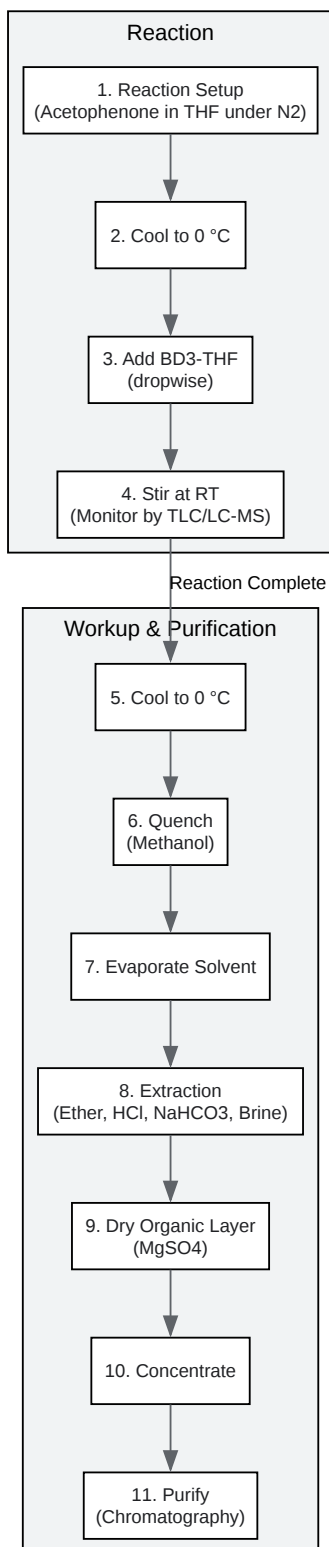 Reaction
1. Reaction Setup
(Acetophenone in THF under N2)
2. Cool to 0 °C
3. Add BD3-THF
(dropwise)
4. Stir at RT
(Monitor by TLC/LC-MS)
Reaction Complete
Workup & Purification
5. Cool to 0 °C
6. Quench
(Methanol)
7. Evaporate Solvent
8. Extraction
(Ether, HCl, NaHCO3, Brine)
9. Dry Organic Layer
(MgSO4)
10. Concentrate
11. Purify
(Chromatography)